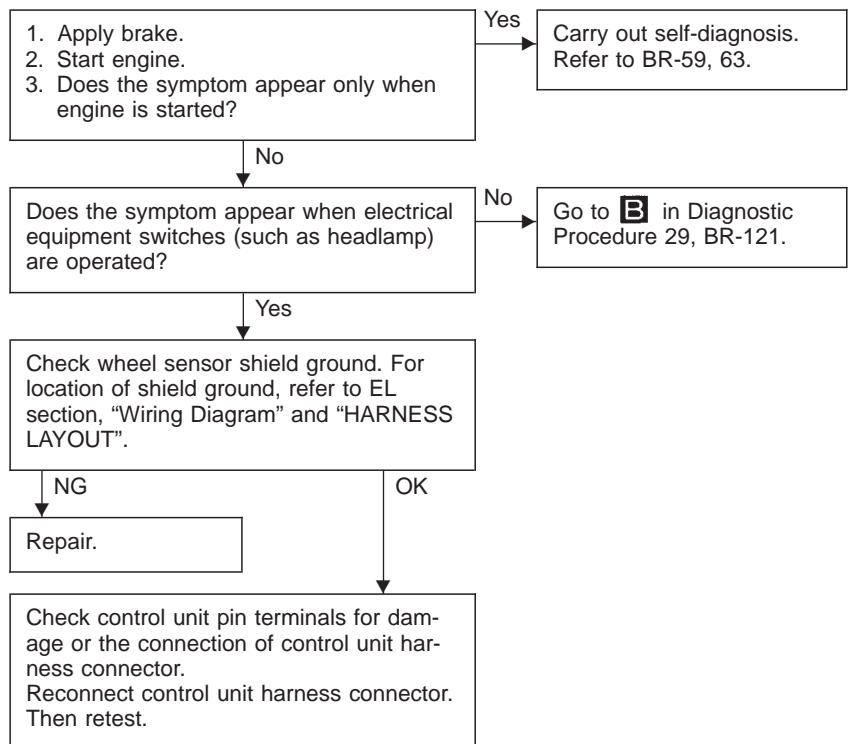 1. Apply brake.
2. Start engine.
3. Does the symptom appear only when
engine is started?
Yes
Carry out self-diagnosis.
Refer to BR-59, 63.
No
Does the symptom appear when electrical
equipment switches (such as headlamp)
are operated?
No
Go to B in Diagnostic
Procedure 29, BR-121.
Yes
Check wheel sensor shield ground. For
location of shield ground, refer to EL
section, “Wiring Diagram” and “HARNESS
LAYOUT”.
NG
OK
Repair.
Check control unit pin terminals for dam-
age or the connection of control unit har-
ness connector.
Reconnect control unit harness connector.
Then retest.